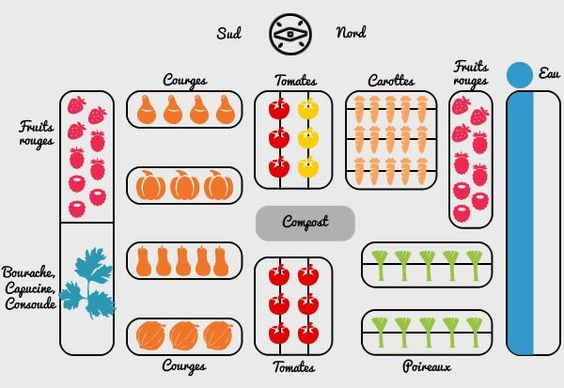 Sud
Nord
Courges
Tomates
Carottes
Fruits
rouges
Eau
Fruits
rouges
Compost
Bourache,
Capucine,
Consoude
Courges
Tomates
Poireaux